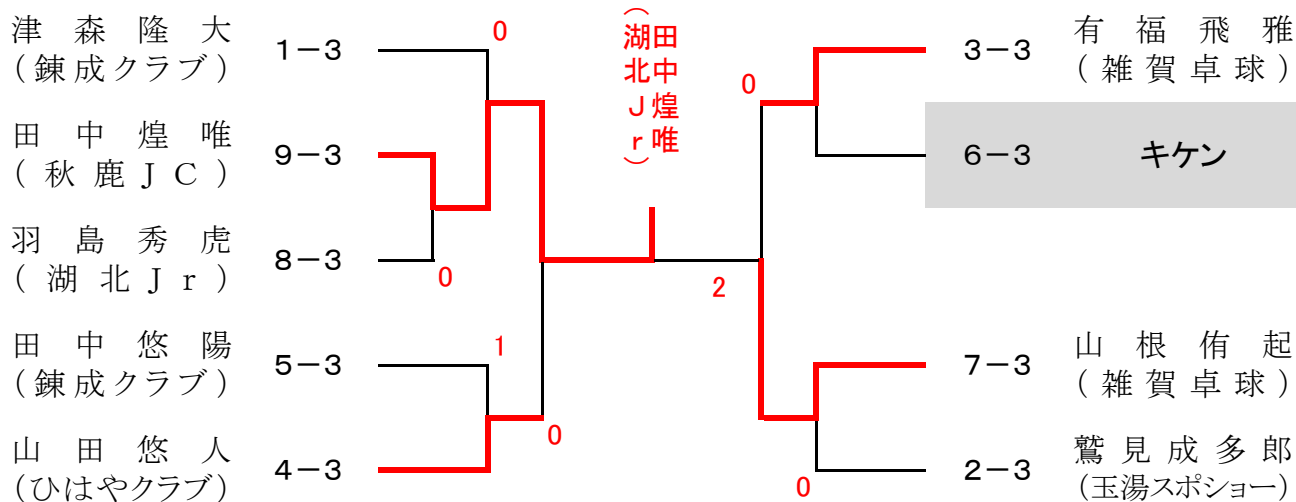 津森隆大
(錬成クラブ)
1-3
0
田中煌唯
(秋鹿JC)
9-3
羽島秀虎
(湖北Jr)
8-3
0
田中悠陽
(錬成クラブ)
5-3
1
山田悠人
(ひはやクラブ)
4-3
0
田中煌唯
(湖北Jr)
2
0
3-3
有福飛雅
(雑賀卓球)
6-3
キケン
7-3
山根侑起
(雑賀卓球)
0
2-3
鷲見成多郎
(玉湯スポショー)